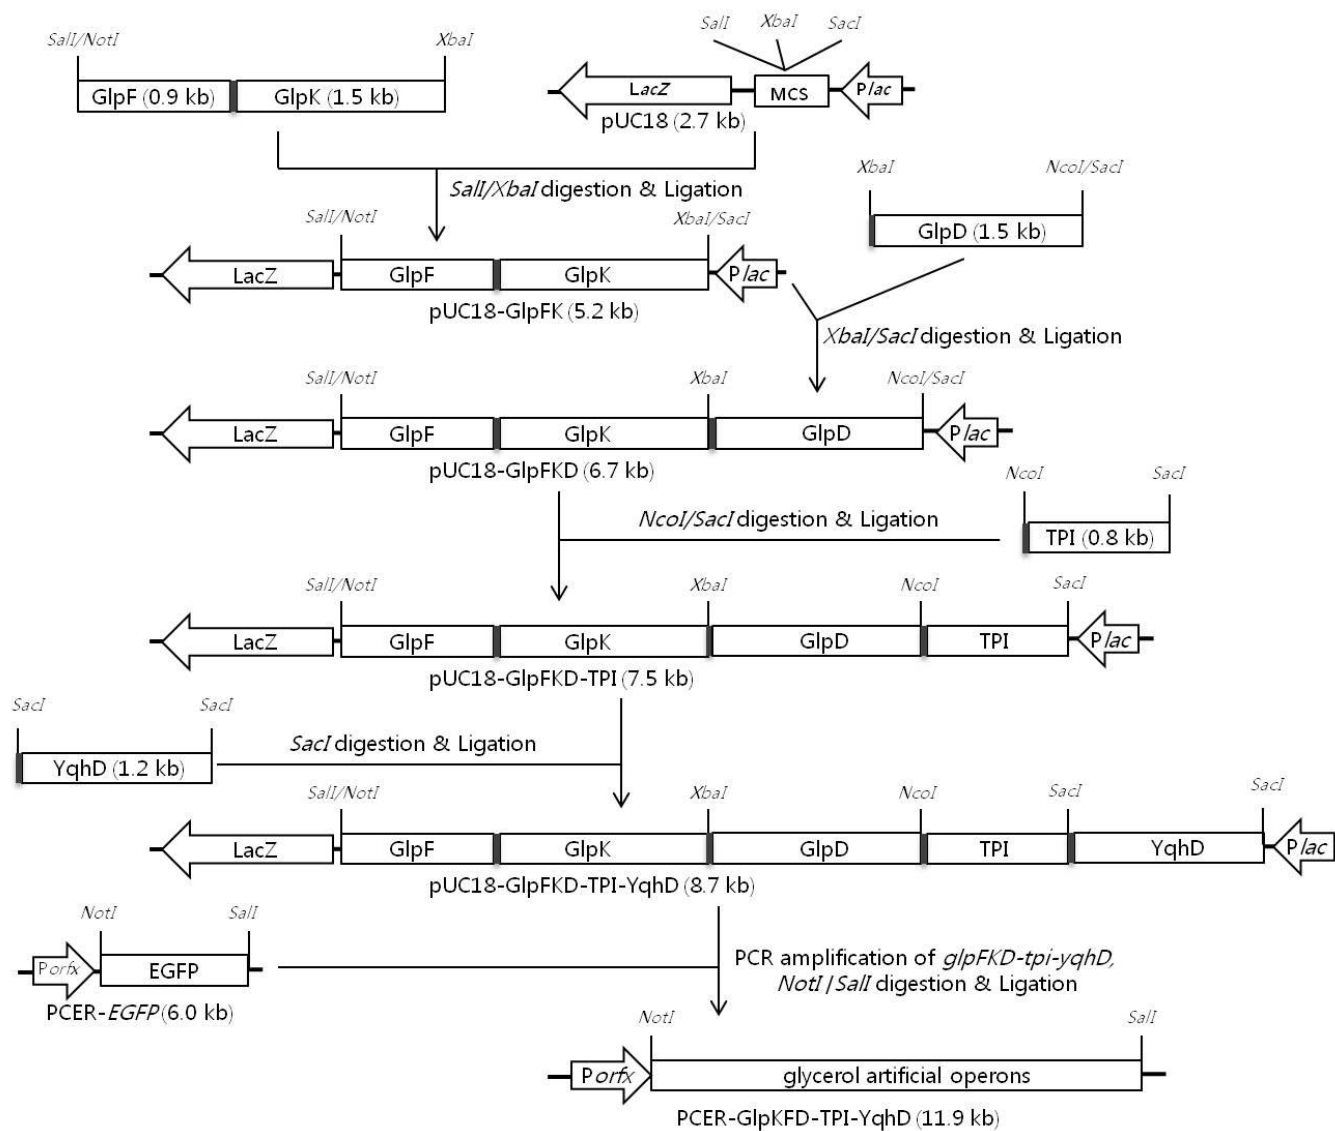 SalI XbaI SacI
SalI/NotI XbaI
GlpF (0.9 kb) GlpK (1.5 kb) LacZ MCS Plac
pUC18 (2.7 kb)
SalI/XbaI digestion & Ligation
XbaI NcoI/SacI
GlpD (1.5 kb)
SalI/NotI XbaI/SacI
LacZ GlpF GlpK Plac
pUC18-GlpFK (5.2 kb)
XbaI/SacI digestion & Ligation
SalI/NotI XbaI NcoI/SacI
LacZ GlpF GlpK GlpD Plac
pUC18-GlpFKD (6.7 kb)
NcoI SacI
NcoI/SacI digestion & Ligation
TPI (0.8 kb)
SalI/NotI XbaI NcoI SacI
LacZ GlpF GlpK GlpD TPI Plac
pUC18-GlpFKD-TPI (7.5 kb)
SacI SacI
SacI digestion & Ligation
YqhD (1.2 kb)
SalI/NotI XbaI NcoI SacI SacI
LacZ GlpF GlpK GlpD TPI YqhD Plac
pUC18-GlpFKD-TPI-YqhD (8.7 kb)
NotI SalI
Porfx EGFP
PCER-EGFP (6.0 kb)
PCR amplification of glpFKD-tpi-yqhD,
NotI/SalI digestion & Ligation
NotI SalI
Porfx glycerol artificial operons
PCER-GlpKFD-TPI-YqhD (11.9 kb)